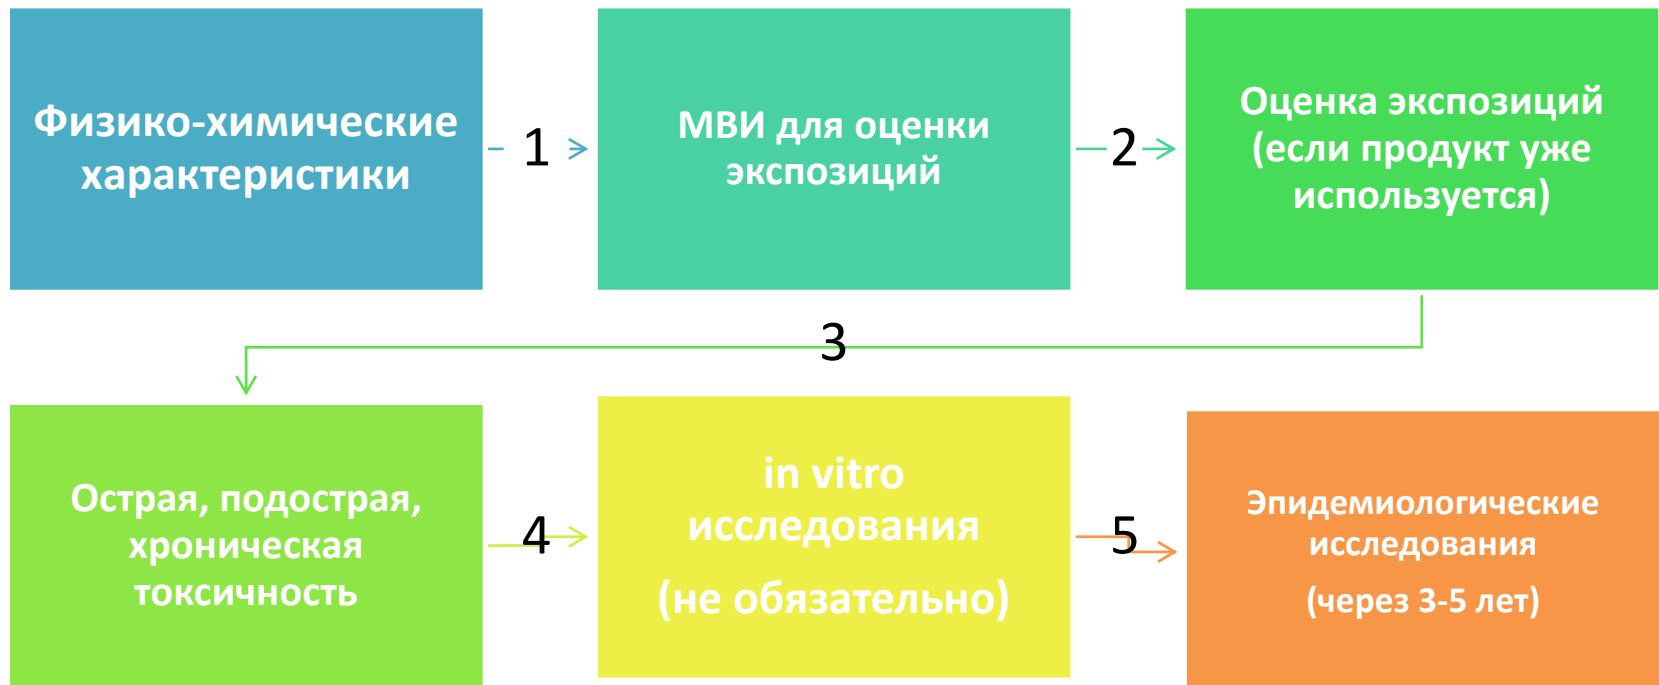 Физико-химические
характеристики
1
МВИ для оценки
экспозиций
2
Оценка экспозиций
(если продукт уже
используется)
3
Острая, подострая,
хроническая
токсичность
4
in vitro
исследования
(не обязательно)
5
Эпидемиологические
исследования
(через 3-5 лет)